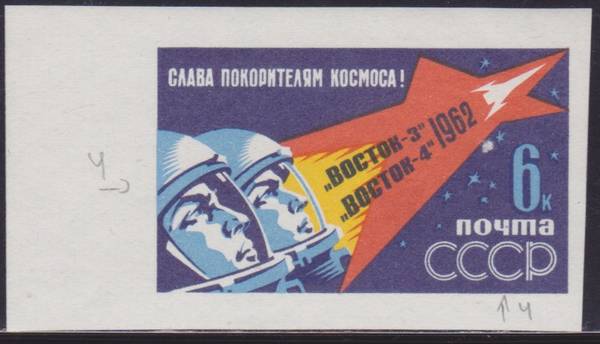 СЛАВА ПОКОРИТЕЛЯМ КОСМОСА!
„ВОСТОК-3" 1962
„ВОСТОК-4"
6к
почта
СССР
ч
ч